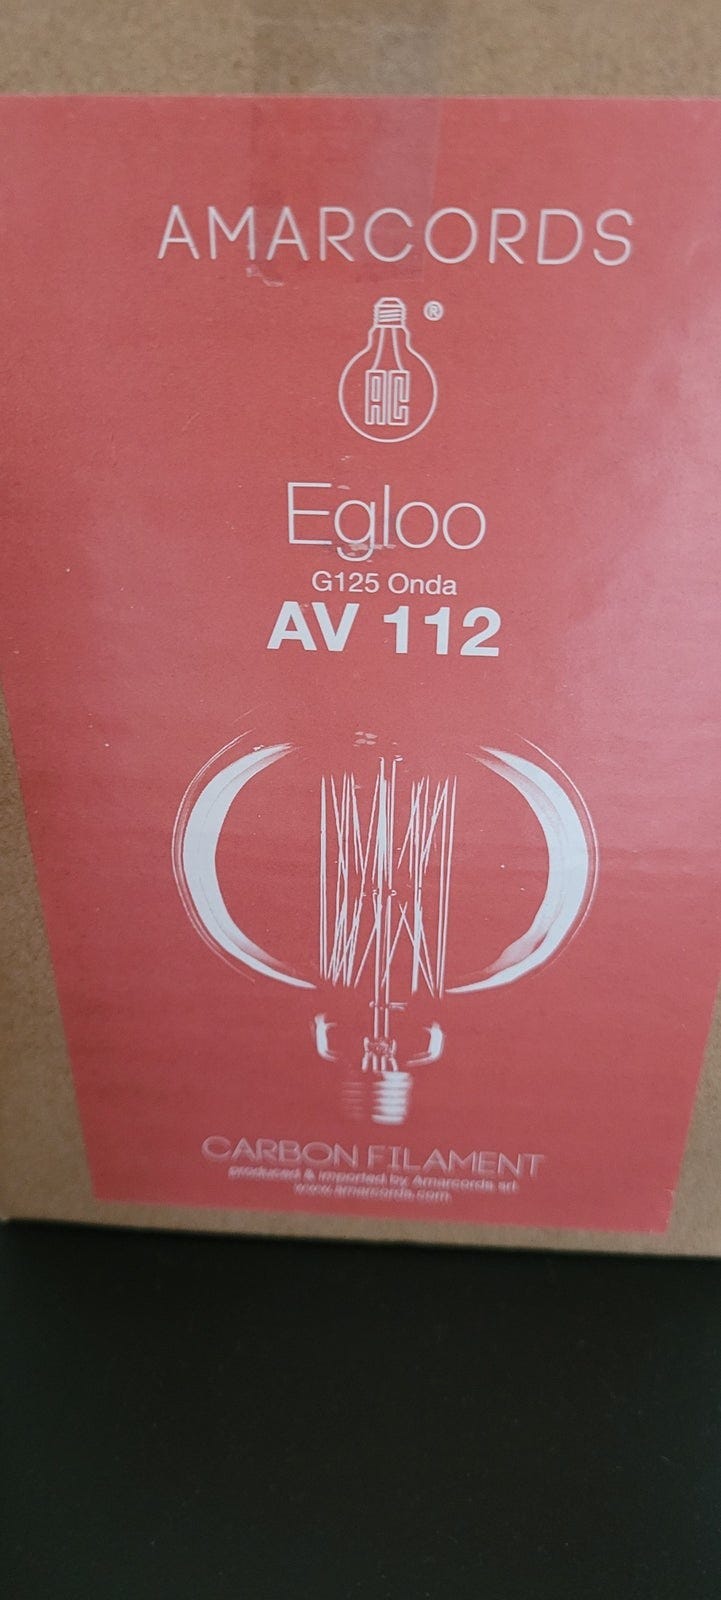 AMARCORDS
®
AC
Egloo
G125 Onda
AV 112
CARBON FILAMENT
produced & imported by Amarcords srl
www.amarcords.com